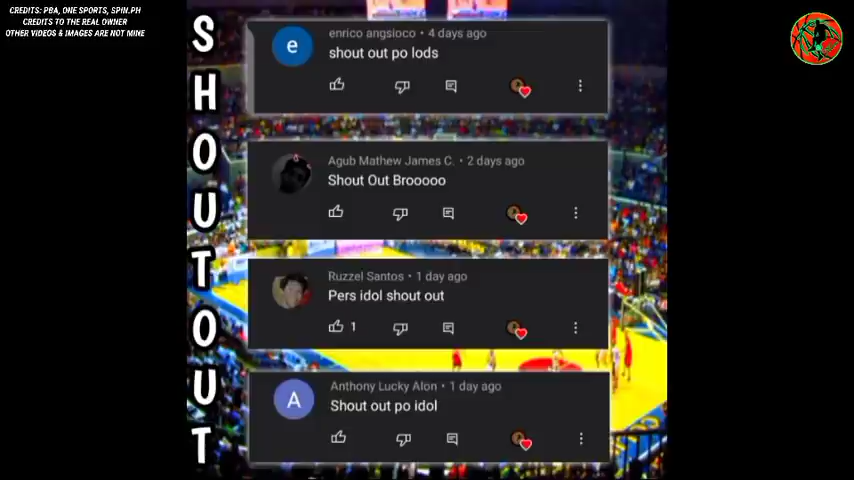 CREDITS: PBA, ONE SPORTS, SPIN.PH
CREDITS TO THE REAL OWNER
OTHER VIDEOS & IMAGES ARE NOT MINE
SHOUTOUT
e
enrico angsioco • 4 days ago
shout out po lods
Agub Mathew James C. • 2 days ago
Shout Out Brooooo
Ruzzel Santos • 1 day ago
Pers idol shout out
1
A
Anthony Lucky Alon • 1 day ago
Shout out po idol